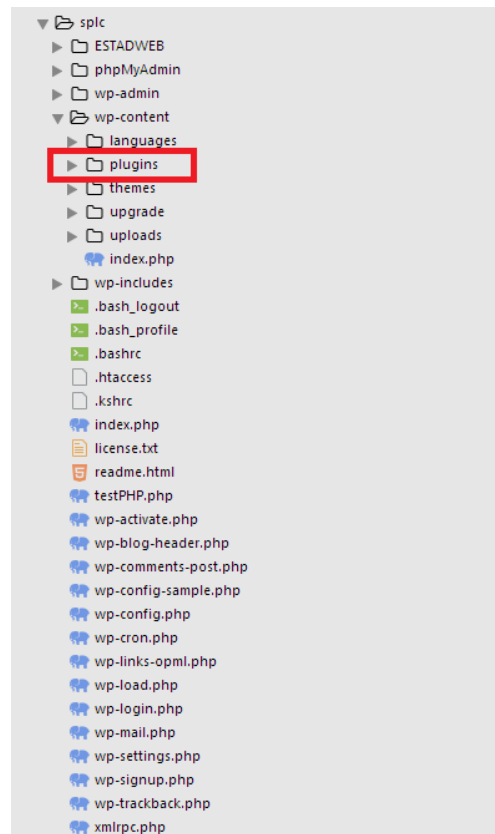 splc
ESTADWEB
phpMyAdmin
wp-admin
wp-content
languages
plugins
themes
upgrade
uploads
index.php
wp-includes
.bash_logout
.bash_profile
.bashrc
.htaccess
.kshrc
index.php
license.txt
readme.html
testPHP.php
wp-activate.php
wp-blog-header.php
wp-comments-post.php
wp-config-sample.php
wp-config.php
wp-cron.php
wp-links-opml.php
wp-load.php
wp-login.php
wp-mail.php
wp-settings.php
wp-signup.php
wp-trackback.php
xmlrpc.php